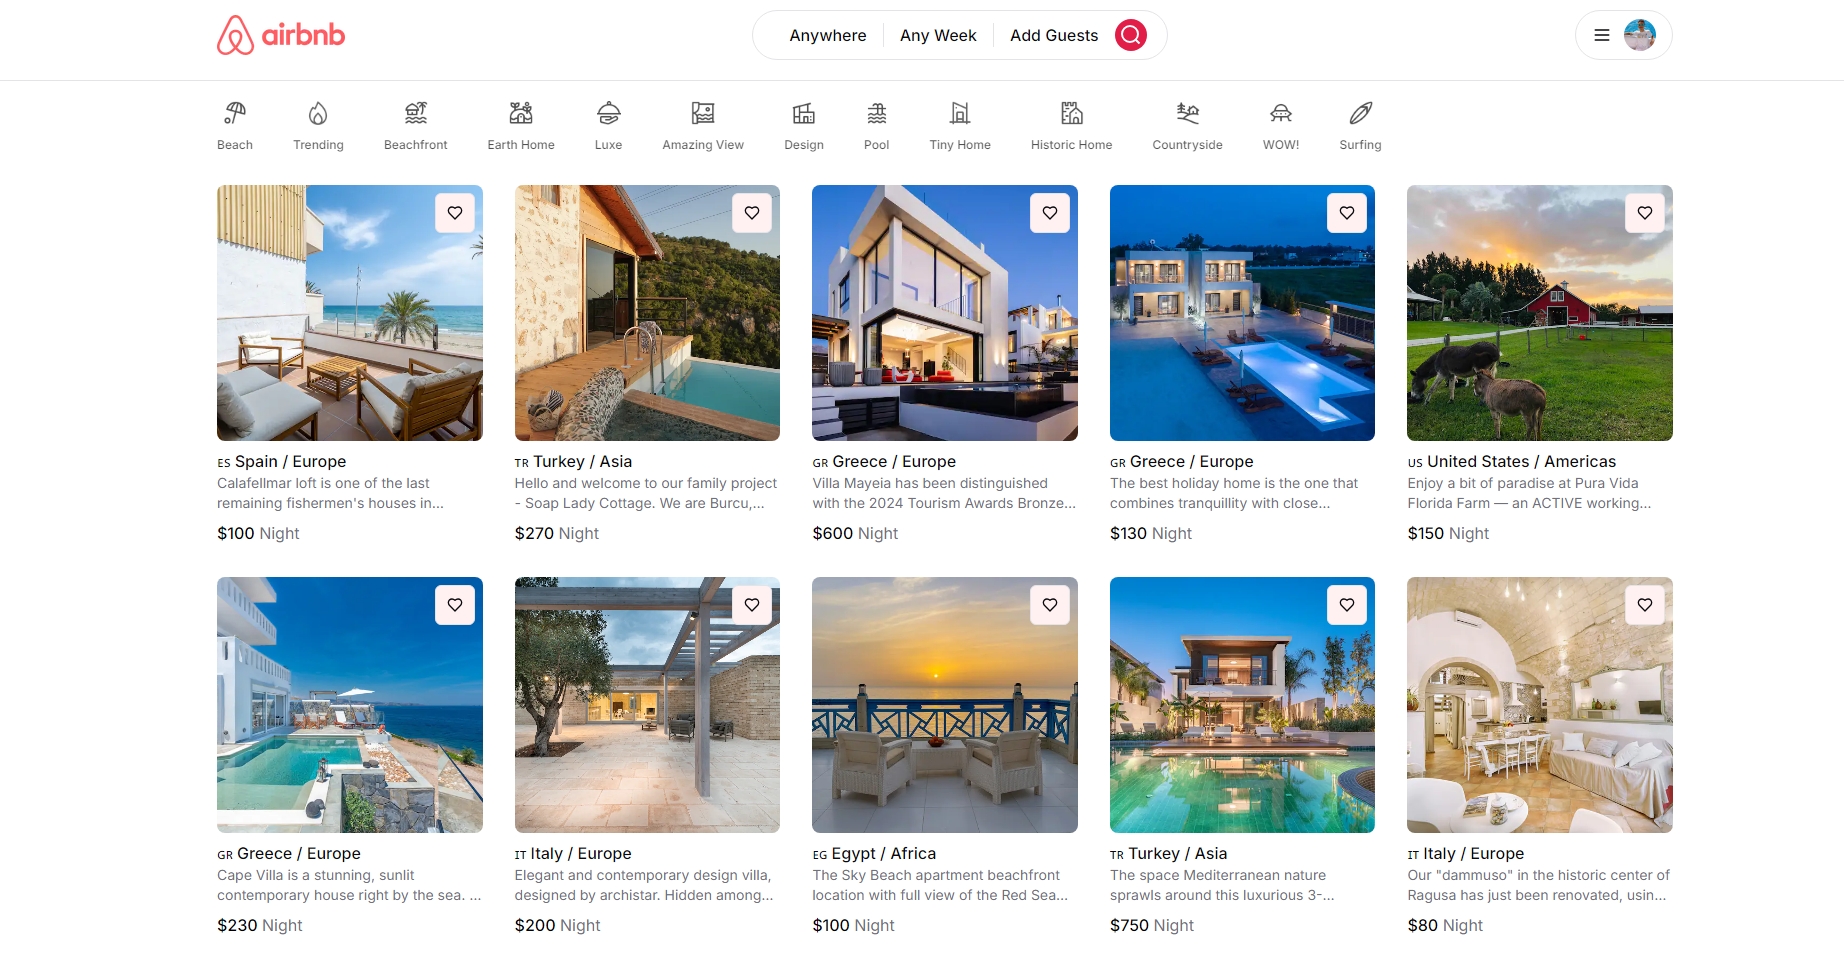 airbnb
Anywhere
Any Week
Add Guests
Beach
Trending
Beachfront
Earth Home
Luxe
Amazing View
Design
Pool
Tiny Home
Historic Home
Countryside
WOW!
Surfing
ES Spain / Europe
Calafellmar loft is one of the last
remaining fishermen's houses in...
$100 Night
TR Turkey / Asia
Hello and welcome to our family project
- Soap Lady Cottage. We are Burcu,...
$270 Night
GR Greece / Europe
Villa Mayeia has been distinguished
with the 2024 Tourism Awards Bronze...
$600 Night
GR Greece / Europe
The best holiday home is the one that
combines tranquillity with close...
$130 Night
US United States / Americas
Enjoy a bit of paradise at Pura Vida
Florida Farm — an ACTIVE working...
$150 Night
GR Greece / Europe
Cape Villa is a stunning, sunlit
contemporary house right by the sea. ...
$230 Night
IT Italy / Europe
Elegant and contemporary design villa,
designed by archistar. Hidden among...
$200 Night
EG Egypt / Africa
The Sky Beach apartment beachfront
location with full view of the Red Sea...
$100 Night
TR Turkey / Asia
The space Mediterranean nature
sprawls around this luxurious 3-...
$750 Night
IT Italy / Europe
Our "dammuso" in the historic center of
Ragusa has just been renovated, usin...
$80 Night